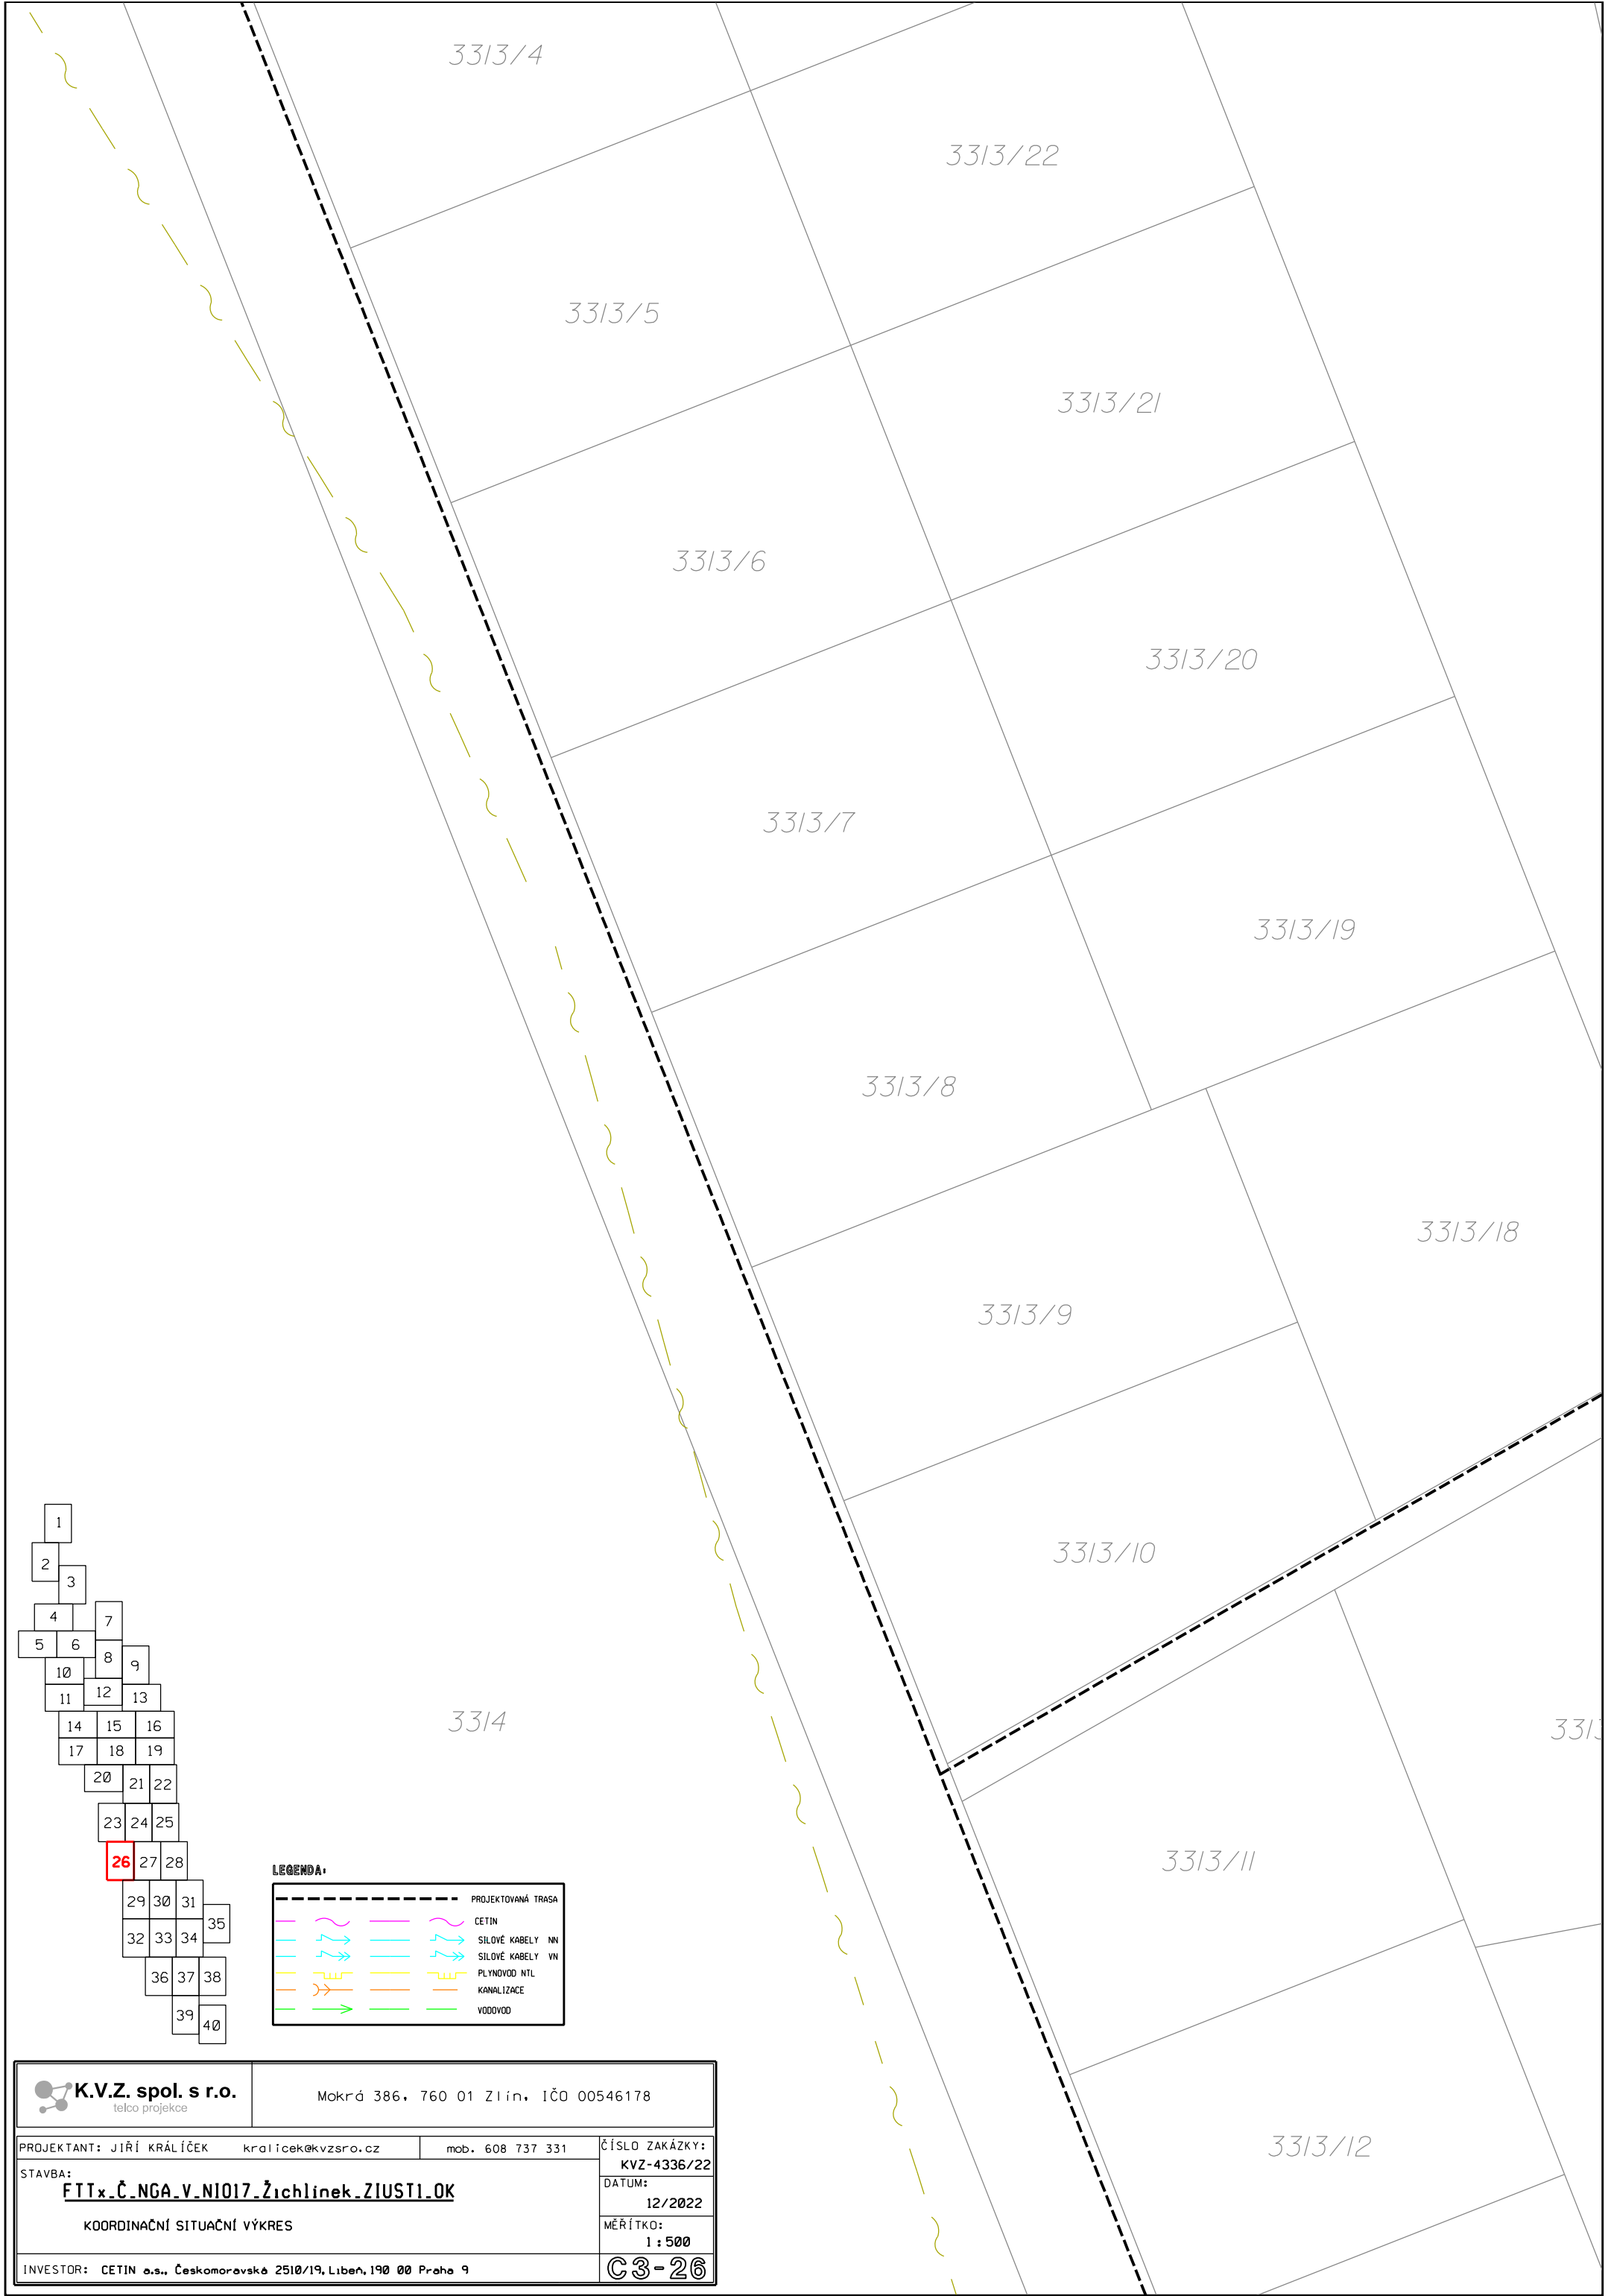 3313/4
3313/22
3313/5
3313/21
3313/6
3313/20
3313/7
3313/19
3313/8
3313/18
3313/9
3313/10
3314
3313
3313/11
3313/12
1
2
3
4
7
5 6
8 9
10
11 12 13
14 15 16
17 18 19
20 21 22
23 24 25
26 27 28
29 30 31
35
32 33 34
36 37 38
39 40
LEGENDA:
PROJEKTOVANÁ TRASA
CETIN
SILOVÉ KABELY NN
SILOVÉ KABELY VN
PLYNOVOD NTL
KANALIZACE
VODOVOD
K.V.Z. spol. s r.o.
telco projekce
Mokrá 386, 760 01 Zlín, IČO 00546178
PROJEKTANT: JIŘÍ KRÁLÍČEK kralicek@kvzsro.cz mob. 608 737 331
ČÍSLO ZAKÁZKY:
KVZ-4336/22
STAVBA:
FTTx_Č_NGA_V_NIO17_Žichlínek_ZIUST1_OK
DATUM:
12/2022
KOORDINAČNÍ SITUAČNÍ VÝKRES
MĚŘÍTKO:
1:500
INVESTOR: CETIN a.s., Českomoravská 2510/19, Libeň, 190 00 Praha 9
C3-26